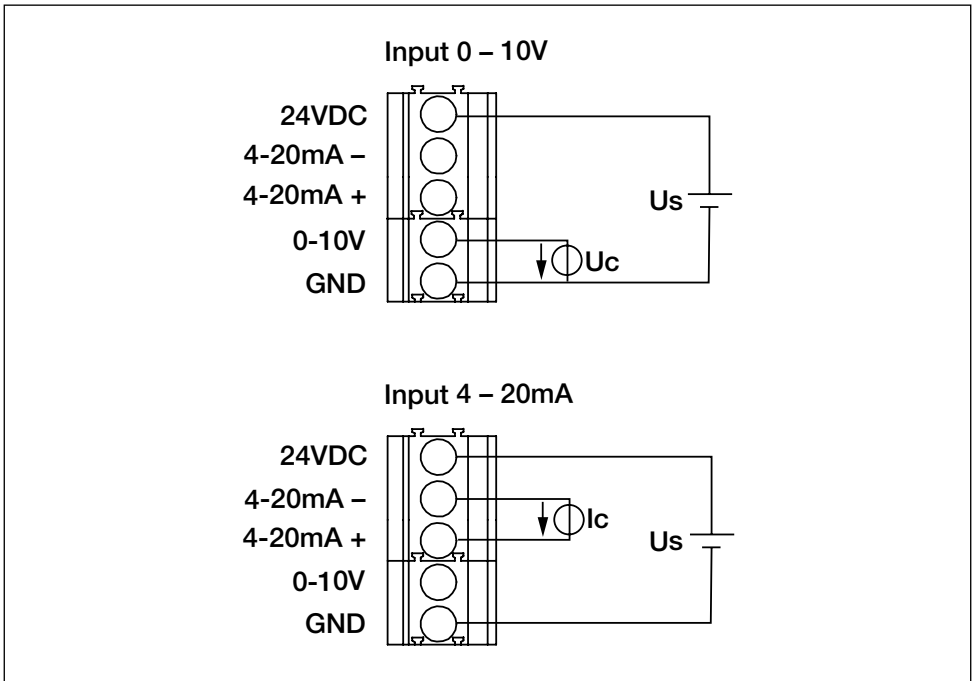 Input 0 – 10V
24VDC
4-20mA –
4-20mA +
0-10V
GND
Us
Uc
Input 4 – 20mA
24VDC
4-20mA –
4-20mA +
0-10V
GND
Ic
Us